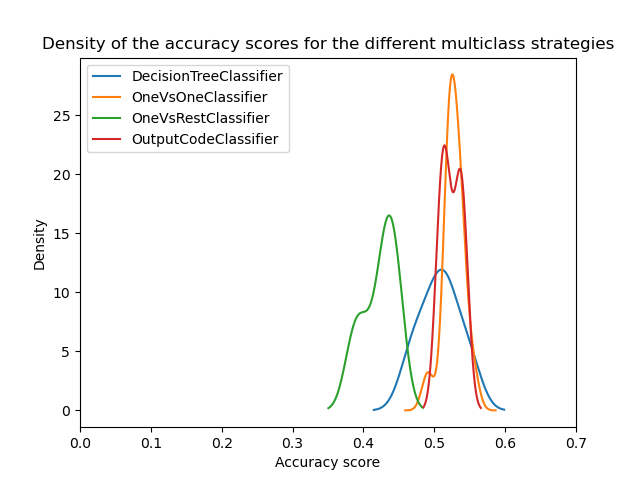 Density of the accuracy scores for the different multiclass strategies
DecisionTreeClassifier
OneVsOneClassifier
OneVsRestClassifier
OutputCodeClassifier
25
20
15
10
5
0
Density
0.0 0.1 0.2 0.3 0.4 0.5 0.6 0.7
Accuracy score